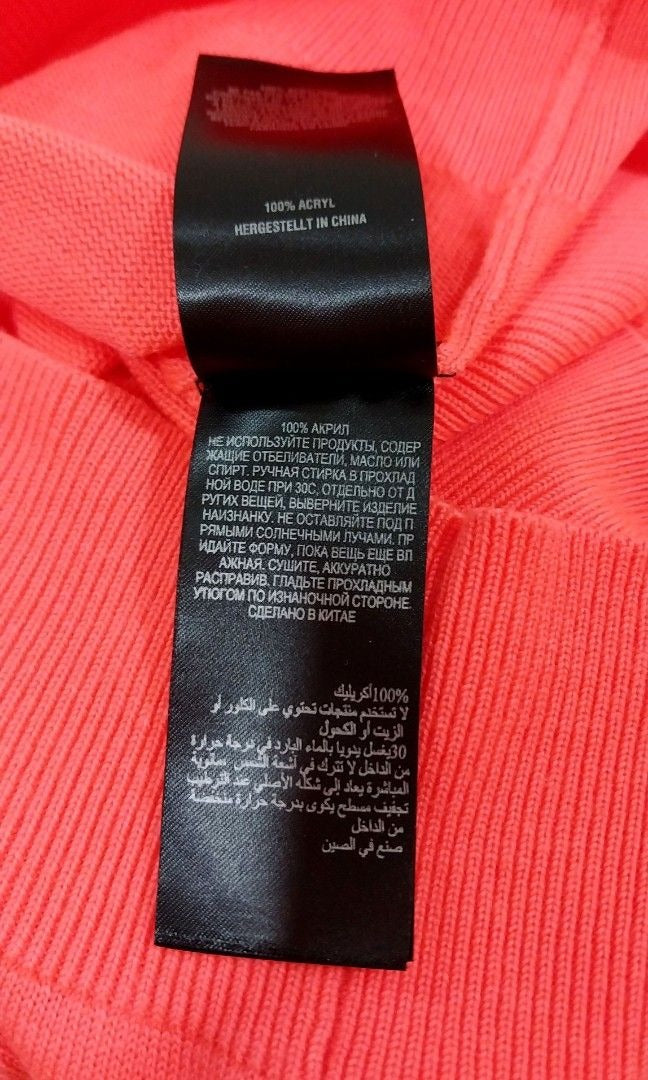 100% ACRYL
HERGESTELLT IN CHINA
100% АКРИЛ
НЕ ИСПОЛЬЗУЙТЕ ПРОДУКТЫ, СОДЕР
ЖАЩИЕ ОТБЕЛИВАТЕЛИ, МАСЛО ИЛИ
СПИРТ. РУЧНАЯ СТИРКА В ПРОХЛАД
НОЙ ВОДЕ ПРИ 30С, ОТДЕЛЬНО ОТ Д
РУГИХ ВЕЩЕЙ, ВЫВЕРНИТЕ ИЗДЕЛИЕ
НАИЗНАНКУ. НЕ ОСТАВЛЯЙТЕ ПОД П
РЯМЫМИ СОЛНЕЧНЫМИ ЛУЧАМИ. ПР
ИДАЙТЕ ФОРМУ, ПОКА ВЕЩЬ ЕЩЕ ВЛ
АЖНАЯ. СУШИТЕ, АККУРАТНО
РАСПРАВИВ. ГЛАДЬТЕ ПРОХЛАДНЫМ
УТЮГОМ ПО ИЗНАНОЧНОЙ СТОРОНЕ.
СДЕЛАНО В КИТАЕ
100%أكريليك
لا تستخدم منتجات تحتوي على الكلور أو
الزيت أو الكحول
30يغسل يدويا بالماء البارد في درجة حرارة
من الداخل لا تترك في أشعة الشمس
المباشرة يعاد إلى شكله الأصلي عند الترطيب
تجفيف مسطح يكوى بدرجة حرارة منخفضة
من الداخل
صنع في الصين